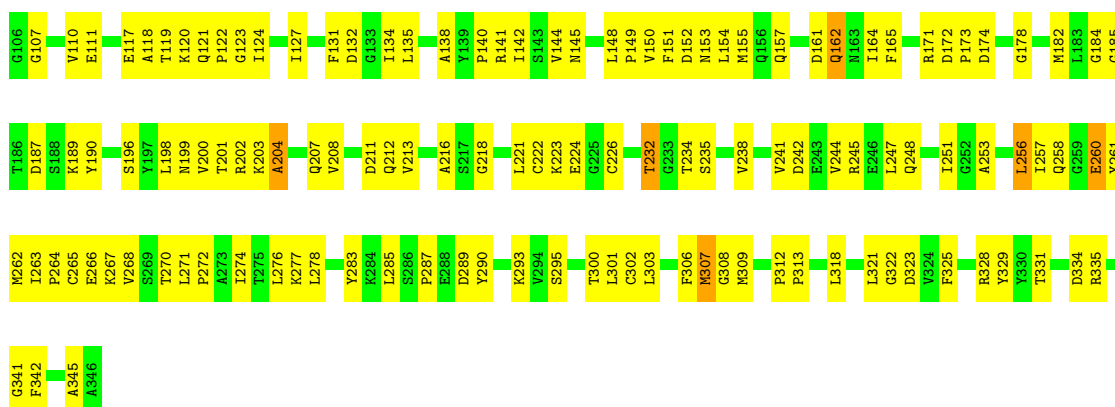 G106 G107 V110 E111 E117 A118 T119 K120 Q121 P122 G123 I124 I127 F131 D132 G133 I134 L135 A138 Y139 P140 R141 I142 S143 V144 N145 L148 P149 V150 F151 D152 N153 L154 M155 Q156 Q157 D161 Q162 N163 I164 F165 R171 D172 P173 D174 G178 M182 L183 G184 G185
T186 D187 S188 K189 Y190 S196 Y197 L198 N199 V200 T201 R202 K203 A204 Q207 V208 D211 Q212 V213 A216 S217 G218 L221 C222 K223 E224 G225 C226 T232 G233 T234 S235 V238 V241 D242 E243 V244 R245 E246 L247 Q248 I251 G252 A253 L256 I257 Q258 G259 E260 Y261
M262 I263 P264 C265 E266 K267 V268 S269 T270 L271 P272 A273 I274 T275 L276 K277 L278 Y283 K284 L285 S286 P287 E288 D289 Y290 K293 V294 S295 T300 L301 C302 L303 F306 M307 G308 M309 P312 P313 L318 L321 G322 D323 V324 F325 R328 Y329 Y330 T331 D334 R335
G341 F342 A345 A346